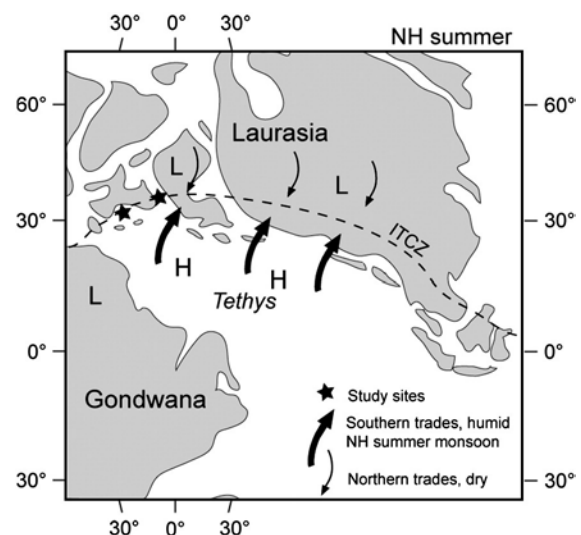 30° 0° 30°
NH summer
60° 60°
Laurasia
L
L
30° 30°
ITCZ
H H
L
Tethys
0° 0°
Gondwana
Study sites
Southern trades, humid
NH summer monsoon
Northern trades, dry
30° 30°
30° 0° 30°